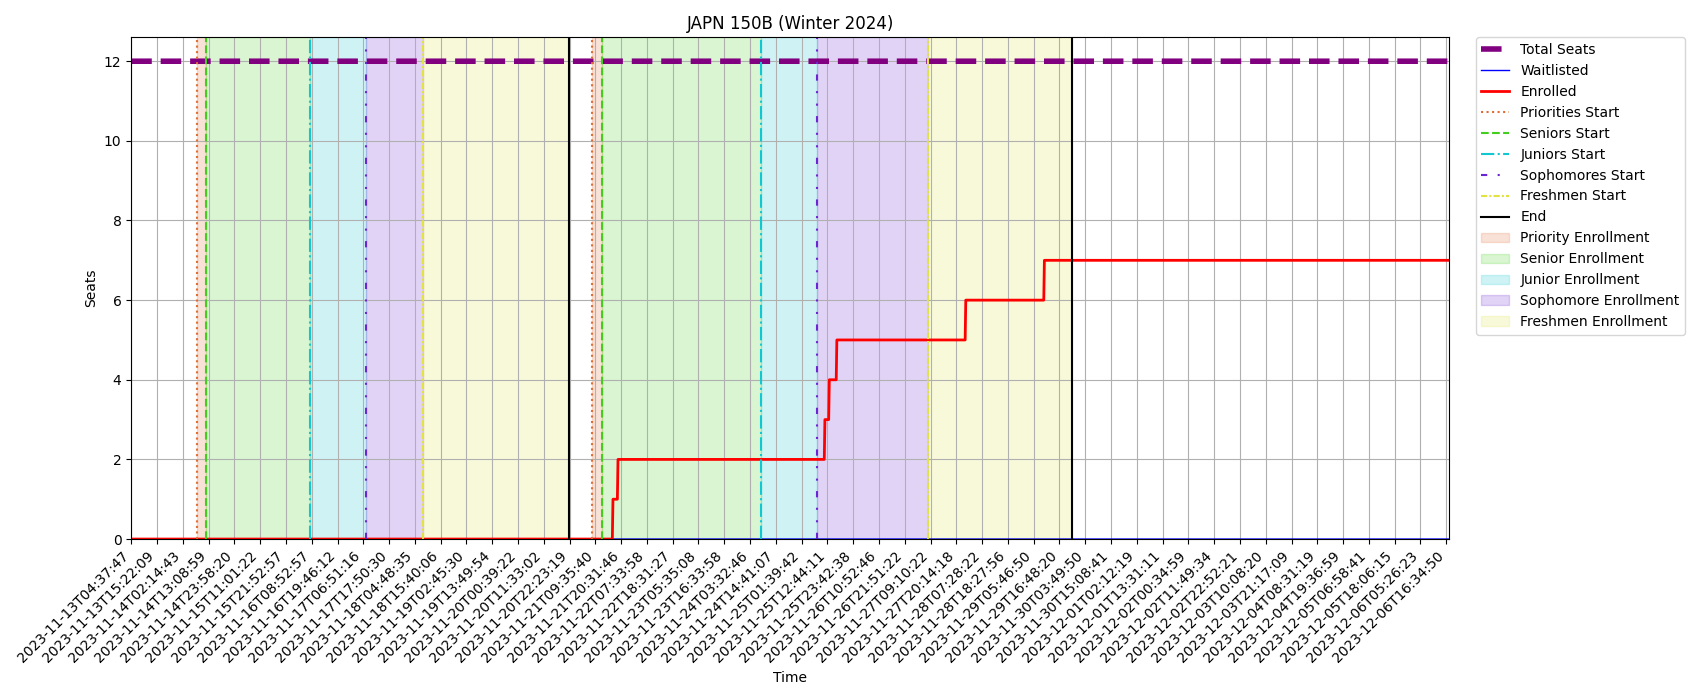 JAPN 150B (Winter 2024)
Total Seats
Waitlisted
Enrolled
Priorities Start
Seniors Start
Juniors Start
Sophomores Start
Freshmen Start
End
Priority Enrollment
Senior Enrollment
Junior Enrollment
Sophomore Enrollment
Freshmen Enrollment
Seats
12
10
8
6
4
2
0
2023-11-13T04:37:47
2023-11-13T15:22:09
2023-11-14T02:14:43
2023-11-14T13:08:59
2023-11-14T23:58:20
2023-11-15T11:01:22
2023-11-15T21:52:57
2023-11-16T08:52:57
2023-11-16T19:46:12
2023-11-17T06:51:16
2023-11-17T17:50:30
2023-11-18T04:48:35
2023-11-18T15:40:06
2023-11-19T02:45:30
2023-11-19T13:49:54
2023-11-20T00:39:22
2023-11-20T11:33:02
2023-11-20T22:23:19
2023-11-21T09:35:40
2023-11-21T20:31:46
2023-11-22T07:33:58
2023-11-22T18:31:27
2023-11-23T05:35:08
2023-11-23T16:33:58
2023-11-24T03:32:46
2023-11-24T14:41:07
2023-11-25T01:39:42
2023-11-25T12:44:11
2023-11-25T23:42:38
2023-11-26T10:52:46
2023-11-26T21:51:22
2023-11-27T09:10:22
2023-11-27T20:14:18
2023-11-28T07:28:22
2023-11-28T18:27:56
2023-11-29T05:46:50
2023-11-29T16:48:20
2023-11-30T03:49:50
2023-11-30T15:08:41
2023-12-01T02:12:19
2023-12-01T13:31:11
2023-12-02T00:34:59
2023-12-02T11:49:34
2023-12-02T22:52:21
2023-12-03T10:08:20
2023-12-03T21:17:09
2023-12-04T08:31:19
2023-12-04T19:36:59
2023-12-05T06:58:41
2023-12-05T18:06:15
2023-12-06T05:26:23
2023-12-06T16:34:50
Time